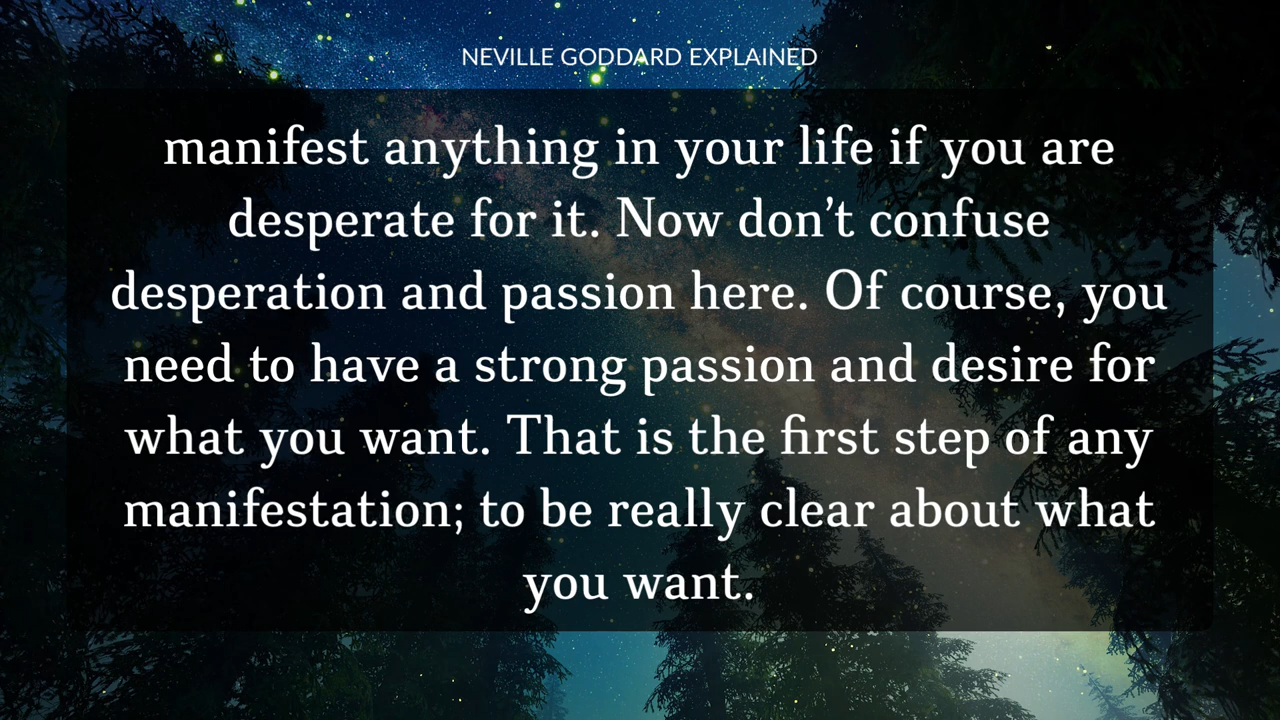 NEVILLE GODDARD EXPLAINED
manifest anything in your life if you are
desperate for it. Now don’t confuse
desperation and passion here. Of course, you
need to have a strong passion and desire for
what you want. That is the first step of any
manifestation; to be really clear about what
you want.